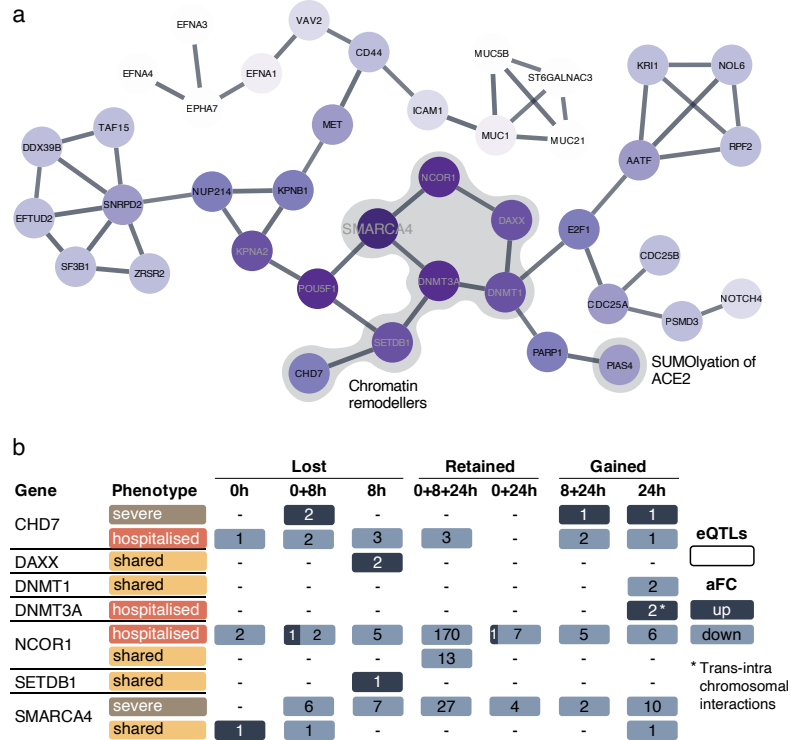 a
EFNA3
VAV2
EFNA4
EFNA1
CD44
MUC5B
ST6GALNAC3
KRI1
NOL6
EPHA7
ICAM1
MUC1
MUC21
TAF15
MET
DDX39B
AATF
RPF2
NCOR1
SNRPD2
NUP214
KPNB1
EFTUD2
SMARCA4
DAXX
E2F1
KPNA2
CDC25B
SF3B1
ZRSR2
POU5F1
DNMT3A
DNMT1
CDC25A
NOTCH4
PSMD3
SETDB1
PARP1
PIAS4
CHD7
Chromatin
remodellers
SUMOlyation of
ACE2
b
Lost Retained Gained
Gene Phenotype 0h 0+8h 8h 0+8+24h 0+24h 8+24h 24h
CHD7 severe - 2 - - - 1 1
hospitalised 1 2 3 3 - 2 1
DAXX shared - - 2 - - - -
DNMT1 shared - - - - - - 2
DNMT3A hospitalised - - - - - - 2*
NCOR1 hospitalised 2 1 2 5 170 1 7 5 6
shared - - - 13 - - -
SETDB1 shared - - 1 - - - -
SMARCA4 severe - 6 7 27 4 2 10
shared 1 1 - - - - 1
eQTLs
aFC
up
down
* Trans-intra
chromosomal
interactions